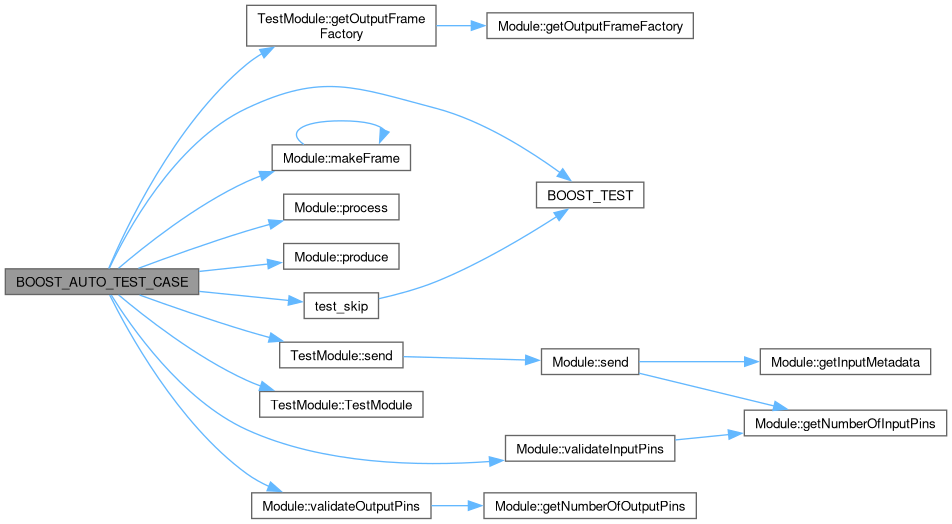 TestModule::getOutputFrame
Factory
Module::getOutputFrameFactory
Module::makeFrame
BOOST_TEST
Module::process
Module::produce
BOOST_AUTO_TEST_CASE
test_skip
TestModule::send
Module::send
Module::getInputMetadata
TestModule::TestModule
Module::getNumberOfInputPins
Module::validateInputPins
Module::validateOutputPins
Module::getNumberOfOutputPins